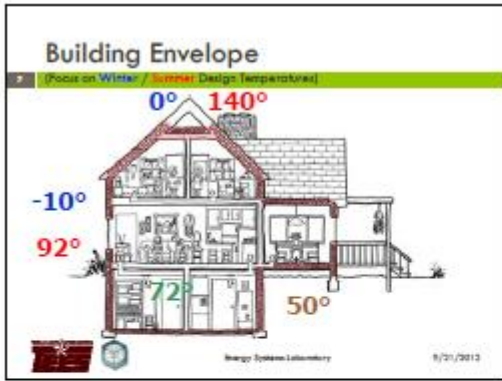 Building Envelope
7
(Focus on Winter / Summer Design Temperatures)
0° 140°
-10°
92°
72°
50°
Energy Systems Laboratory
9/21/2012